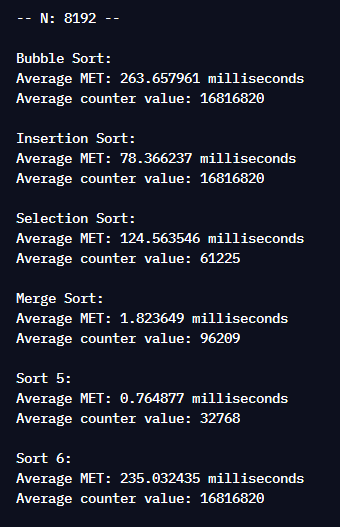 -- N: 8192 --
Bubble Sort:
Average MET: 263.657961 milliseconds
Average counter value: 16816820
Insertion Sort:
Average MET: 78.366237 milliseconds
Average counter value: 16816820
Selection Sort:
Average MET: 124.563546 milliseconds
Average counter value: 61225
Merge Sort:
Average MET: 1.823649 milliseconds
Average counter value: 96209
Sort 5:
Average MET: 0.764877 milliseconds
Average counter value: 32768
Sort 6:
Average MET: 235.032435 milliseconds
Average counter value: 16816820